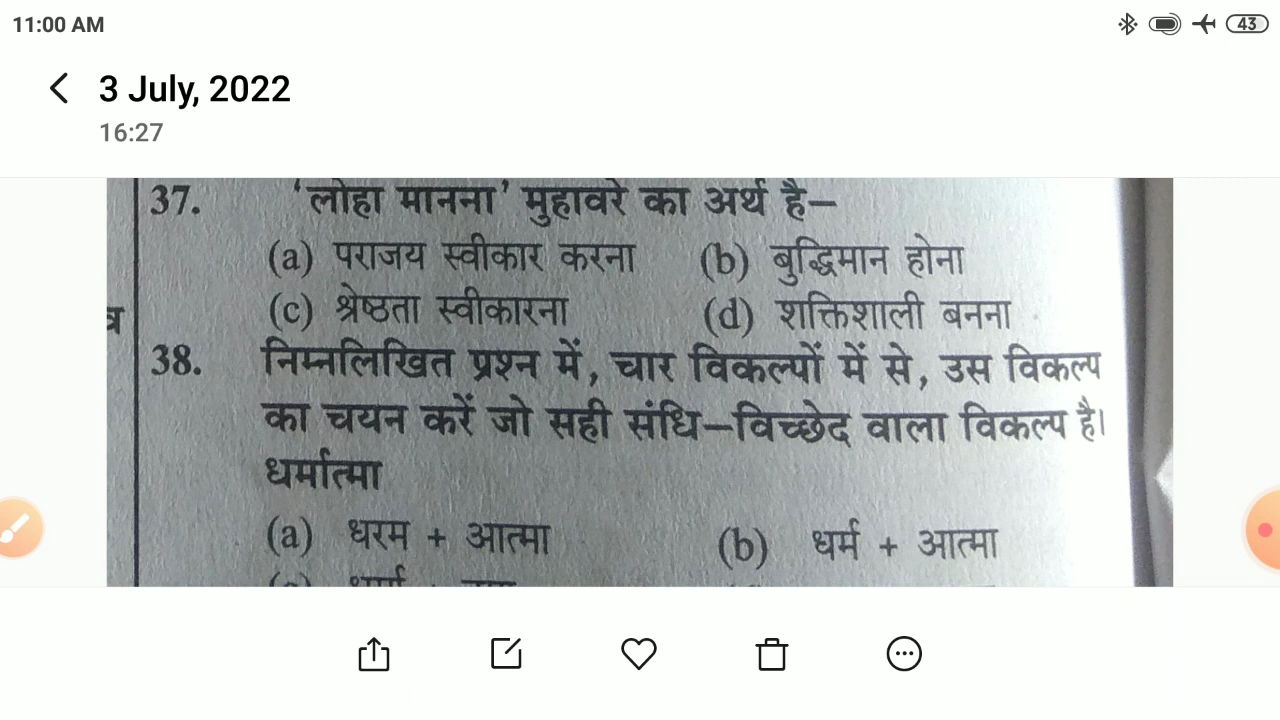 11:00 AM
43
3 July, 2022
16:27
37. 'लोहा मानना' मुहावरे का अर्थ है–
(a) पराजय स्वीकार करना (b) बुद्धिमान होना
(c) श्रेष्ठता स्वीकारना (d) शक्तिशाली बनना
38. निम्नलिखित प्रश्न में, चार विकल्पों में से, उस विकल्प
का चयन करें जो सही संधि–विच्छेद वाला विकल्प है।
धर्मात्मा
(a) धरम + आत्मा (b) धर्म + आत्मा